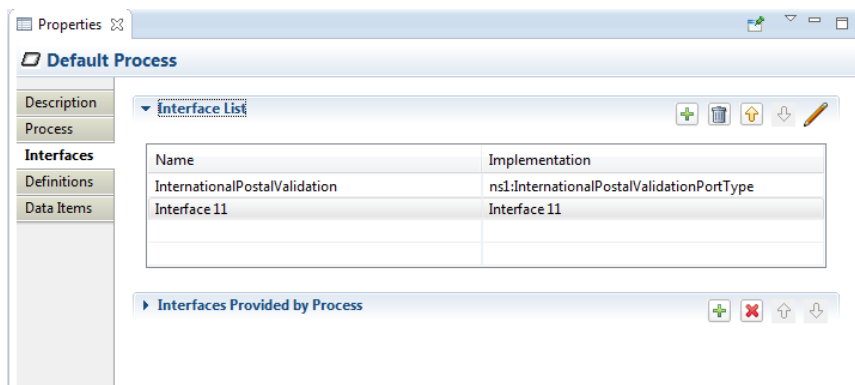 Properties
Default Process
Description
Process
Interfaces
Definitions
Data Items
Interface List
Name Implementation
InternationalPostalValidation ns1:InternationalPostalValidationPortType
Interface 11 Interface 11
Interfaces Provided by Process